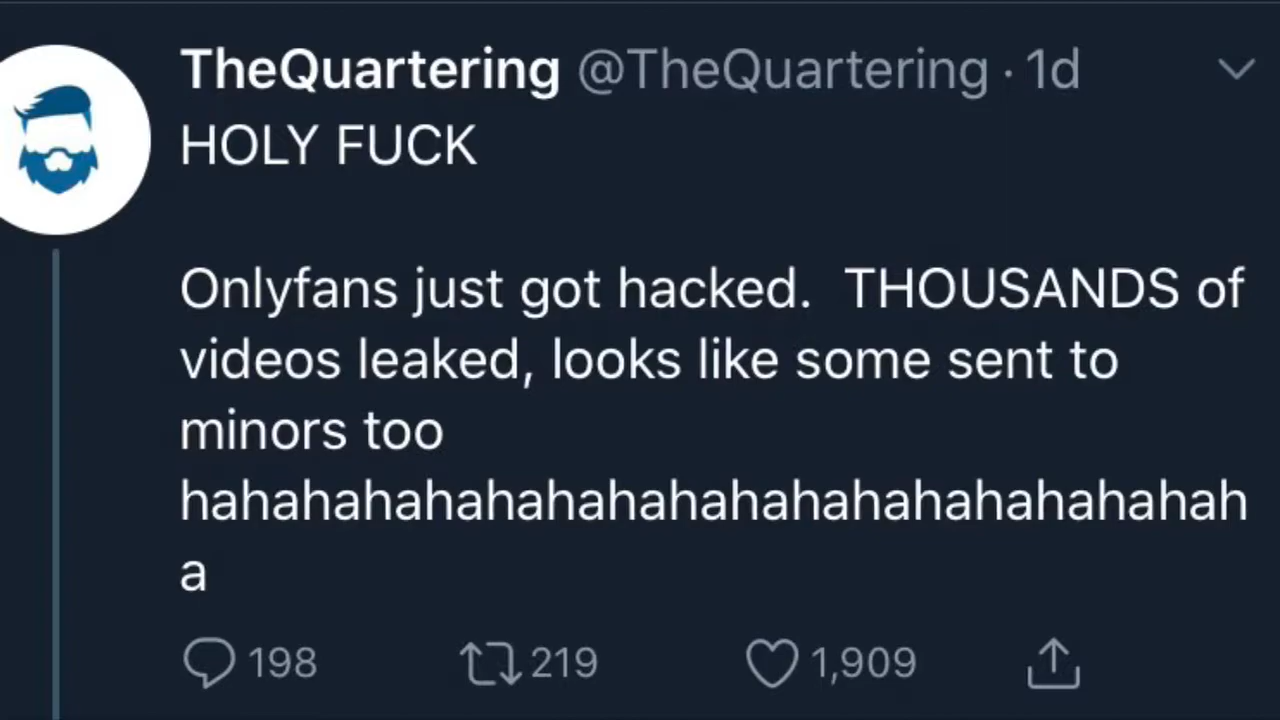 TheQuartering @TheQuartering · 1d
HOLY FUCK
Onlyfans just got hacked.  THOUSANDS of
videos leaked, looks like some sent to
minors too
hahahahahahahahahahahahahahahahahah
a
198 219 1,909